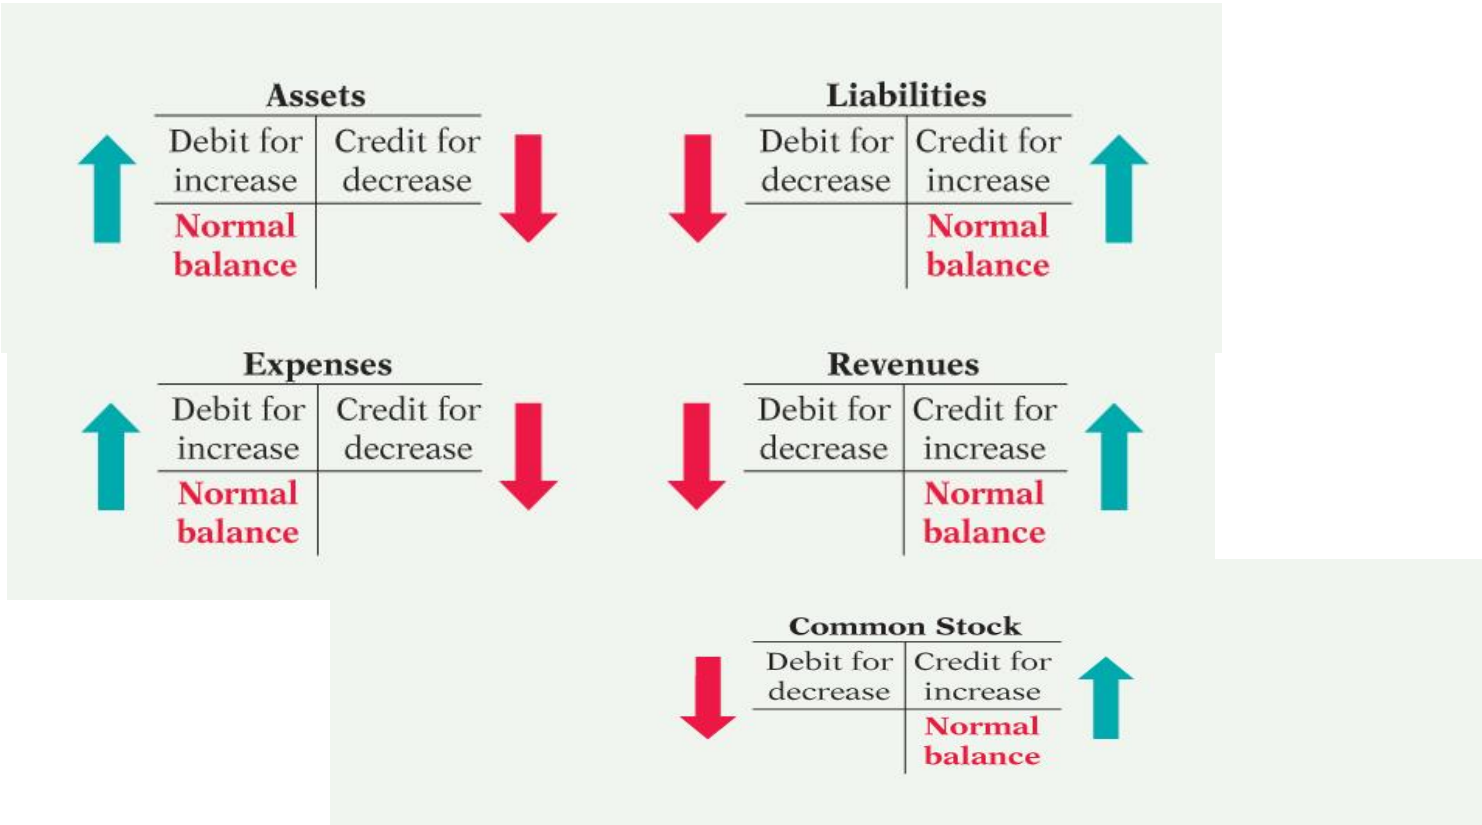 Assets
Debit for
increase
Credit for
decrease
Normal
balance
Liabilities
Debit for
decrease
Credit for
increase
Normal
balance
Expenses
Debit for
increase
Credit for
decrease
Normal
balance
Revenues
Debit for
decrease
Credit for
increase
Normal
balance
Common Stock
Debit for
decrease
Credit for
increase
Normal
balance